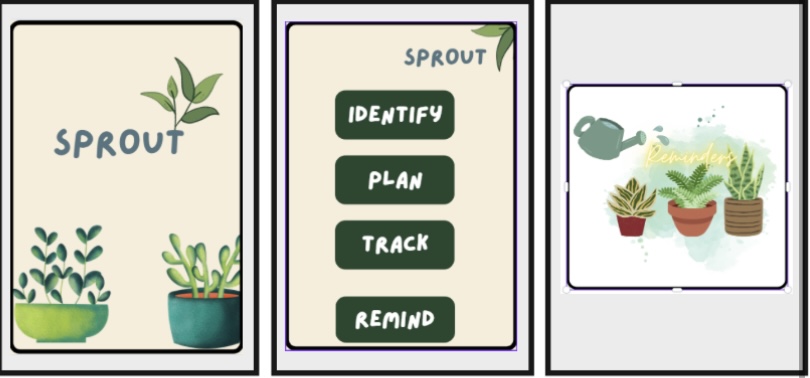 SPROUT
SPROUT
IDENTIFY
PLAN
TRACK
REMIND
Reminders